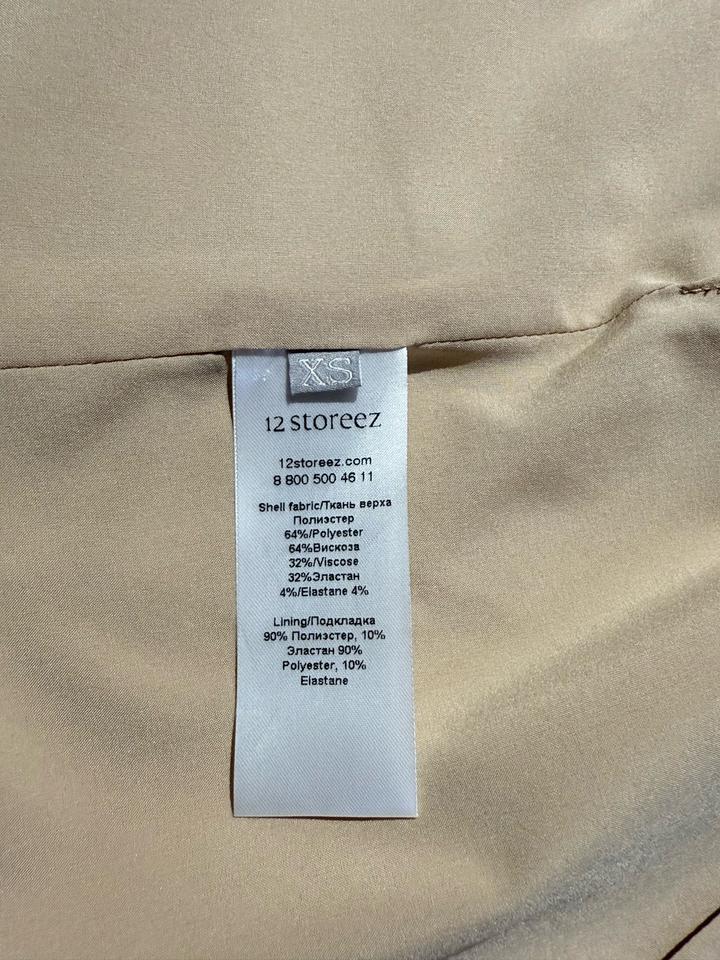 XS
12 storeez
12storeez.com
8 800 500 46 11
Shell fabric/Ткань верха
Полиэстер
64%/Polyester
64%Вискоза
32%/Viscose
32%Эластан
4%/Elastane 4%
Lining/Подкладка
90% Полиэстер, 10%
Эластан 90%
Polyester, 10%
Elastane